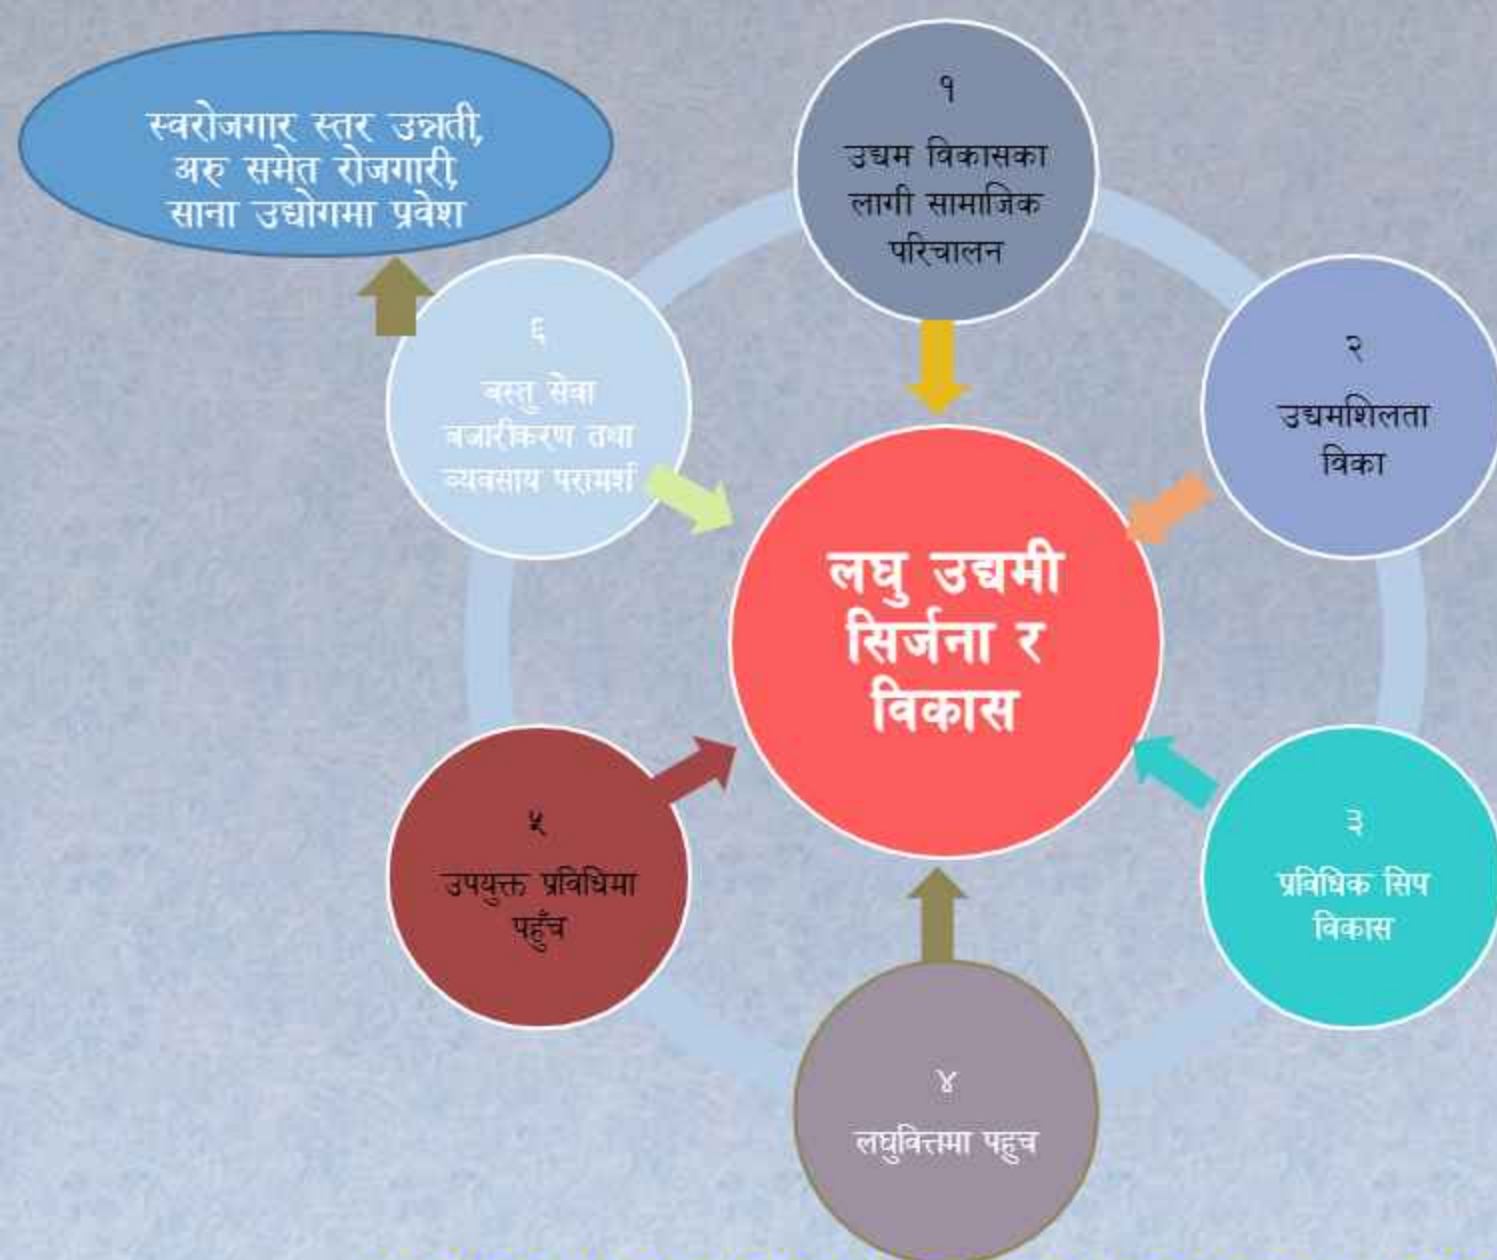 स्वरोजगार स्तर उन्नती,
अरु समेत रोजगारी,
साना उद्योगमा प्रवेश
१
उद्यम विकासका
लागी सामाजिक
परिचालन
२
उद्यमशिलता
विका
३
प्रविधिक सिप
विकास
४
लघुवित्तमा पहुच
५
उपयुक्त प्रविधिमा
पहुँच
६
वस्तु सेवा
बजारीकरण तथा
व्यवसाय परामर्श
लघु उद्यमी
सिर्जना र
विकास